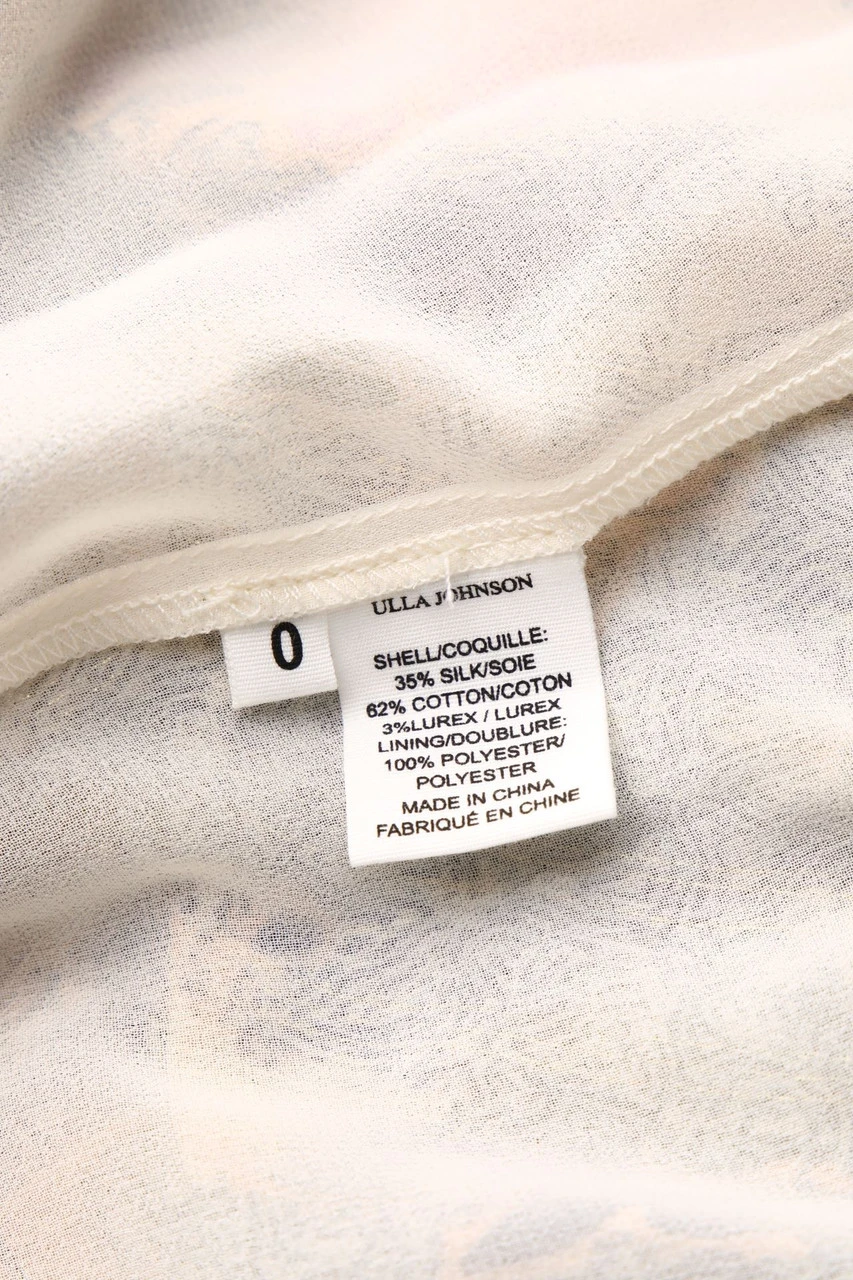 ULLA JOHNSON
0
SHELL/COQUILLE:
35% SILK/SOIE
62% COTTON/COTON
3%LUREX / LUREX
LINING/DOUBLURE:
100% POLYESTER/
POLYESTER
MADE IN CHINA
FABRIQUÉ EN CHINE